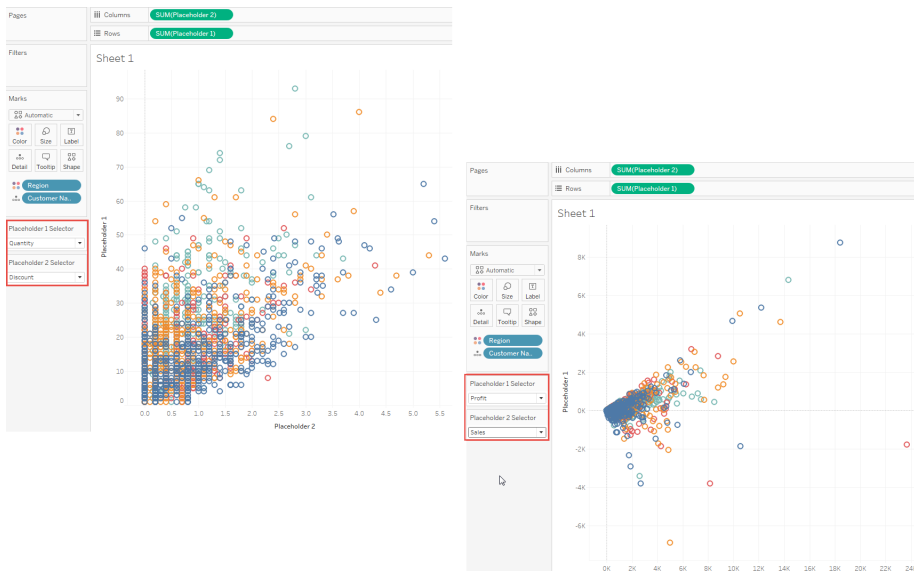 Pages
Columns SUM(Placeholder 2)
Rows SUM(Placeholder 1)
Filters
Sheet 1
Marks
Automatic
Color Size Label
Detail Tooltip Shape
Region
Customer Na..
Placeholder 1 Selector
Quantity
Placeholder 2 Selector
Discount
Placeholder 1
90
80
70
60
50
40
30
20
10
0
0.0 0.5 1.0 1.5 2.0 2.5 3.0 3.5 4.0 4.5 5.0 5.5
Placeholder 2
Pages
Columns SUM(Placeholder 2)
Rows SUM(Placeholder 1)
Filters
Sheet 1
Marks
Automatic
Color Size Label
Detail Tooltip Shape
Region
Customer Na..
Placeholder 1 Selector
Profit
Placeholder 2 Selector
Sales
Placeholder 1
8K
6K
4K
2K
0K
-2K
-4K
-6K
0K 2K 4K 6K 8K 10K 12K 14K 16K 18K 20K 22K